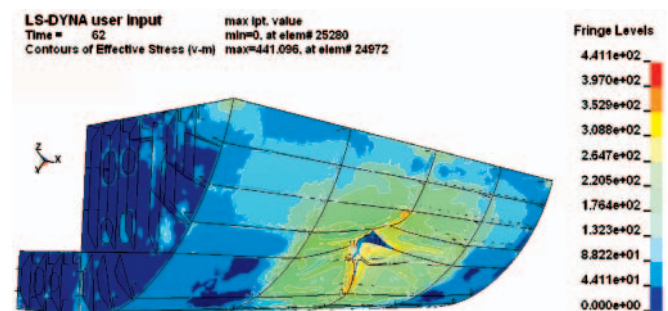 LS-DYNA user input
Time = 62
Contours of Effective Stress (v-m)
max ipt. value
min=0, at elem# 25280
max=441.096, at elem# 24972
Fringe Levels
4.411e+02
3.970e+02
3.529e+02
3.088e+02
2.647e+02
2.205e+02
1.764e+02
1.323e+02
8.822e+01
4.411e+01
0.000e+00
Z
X
Y